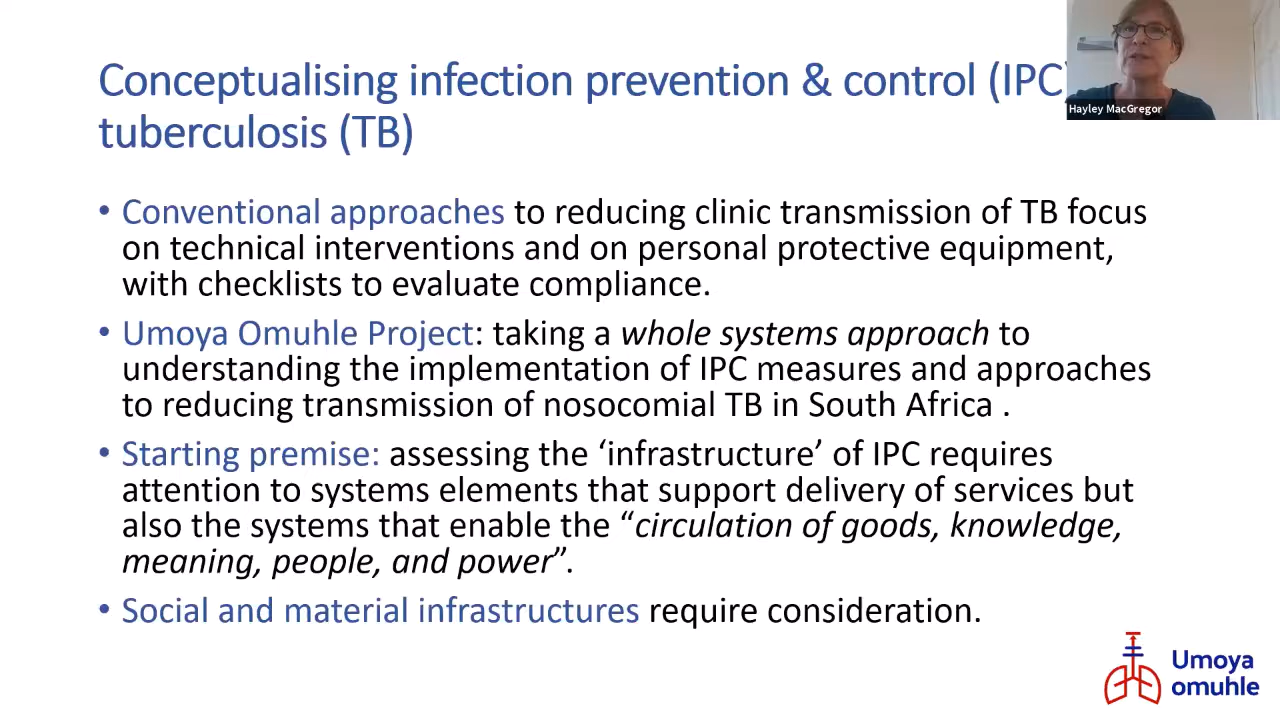 Conceptualising infection prevention & control (IPC)
tuberculosis (TB)
Hayley MacGregor
• Conventional approaches to reducing clinic transmission of TB focus
on technical interventions and on personal protective equipment,
with checklists to evaluate compliance.
• Umoya Omuhle Project: taking a whole systems approach to
understanding the implementation of IPC measures and approaches
to reducing transmission of nosocomial TB in South Africa .
• Starting premise: assessing the ‘infrastructure’ of IPC requires
attention to systems elements that support delivery of services but
also the systems that enable the “circulation of goods, knowledge,
meaning, people, and power”.
• Social and material infrastructures require consideration.
Umoya
omuhle